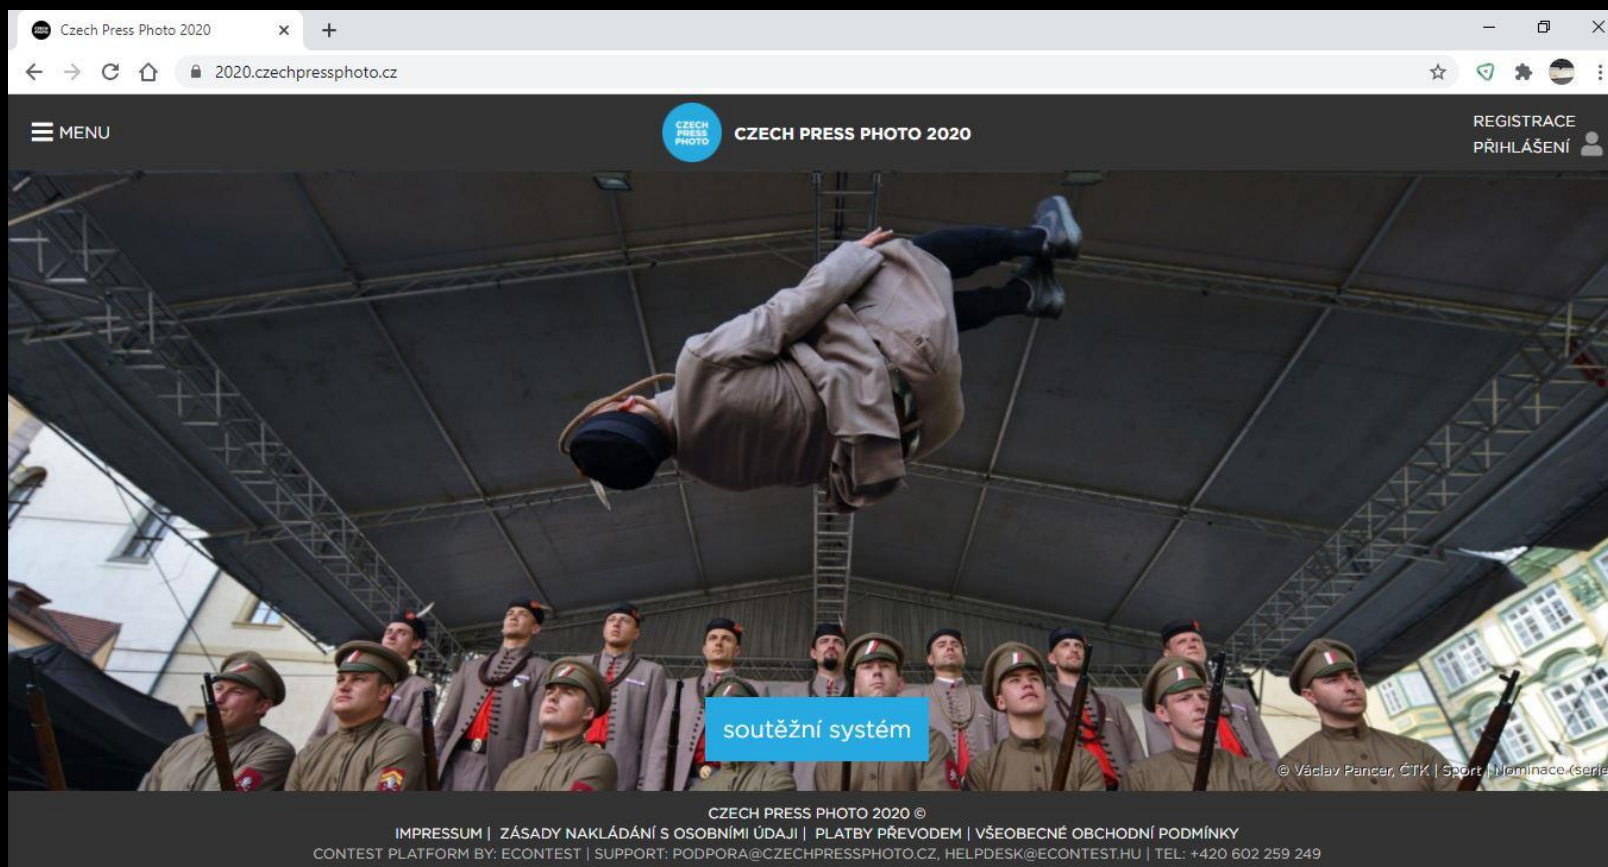 Czech Press Photo 2020
2020.czechpressphoto.cz
MENU
CZECH
PRESS
PHOTO
CZECH PRESS PHOTO 2020
REGISTRACE
PŘIHLÁŠENÍ
soutěžní systém
© Václav Pancer, ČTK | Sport | Nominace (serie
CZECH PRESS PHOTO 2020 ©
IMPRESSUM | ZÁSADY NAKLÁDÁNÍ S OSOBNÍMI ÚDAJI | PLATBY PŘEVODEM | VŠEOBECNÉ OBCHODNÍ PODMÍNKY
CONTEST PLATFORM BY: ECONTEST | SUPPORT: PODPORA@CZECHPRESSPHOTO.CZ, HELPDESK@ECONTEST.HU | TEL: +420 602 259 249